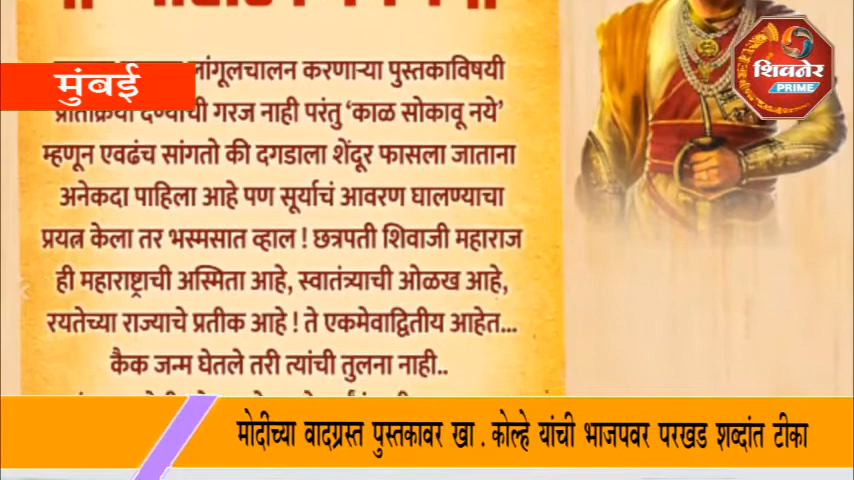 लांगूलचालन करणाऱ्या पुस्तकाविषयी
मुंबई
शिवनेर
PRIME
प्रतिक्रिया देण्याची गरज नाही परंतु ‘काळ सोकावू नये’
म्हणून एवढंच सांगतो की दगडाला शेंदूर फासला जाताना
अनेकदा पाहिला आहे पण सूर्याचं आवरण घालण्याचा
प्रयत्न केला तर भस्मसात व्हाल ! छत्रपती शिवाजी महाराज
ही महाराष्ट्राची अस्मिता आहे, स्वातंत्र्याची ओळख आहे,
रयतेच्या राज्याचे प्रतीक आहे ! ते एकमेवाद्वितीय आहेत...
कैक जन्म घेतले तरी त्यांची तुलना नाही..
मोदीच्या वादग्रस्त पुस्तकावर खा . कोल्हे यांची भाजपवर परखड शब्दांत टीका